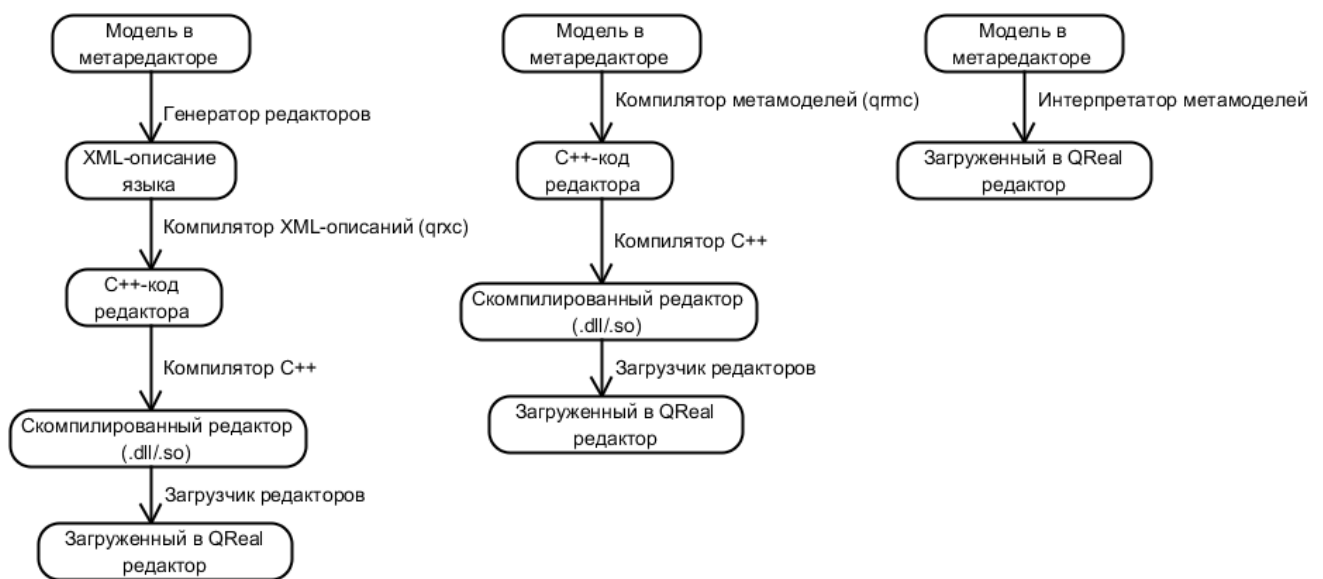 Модель в
метаредакторе
Генератор редакторов
XML-описание
языка
Компилятор XML-описаний (qrxc)
C++-код
редактора
Компилятор C++
Скомпилированный редактор
(.dll/.so)
Загрузчик редакторов
Загруженный в QReal
редактор
Модель в
метаредакторе
Компилятор метамоделей (qrmc)
C++-код
редактора
Компилятор C++
Скомпилированный редактор
(.dll/.so)
Загрузчик редакторов
Загруженный в QReal
редактор
Модель в
метаредакторе
Интерпретатор метамоделей
Загруженный в QReal
редактор